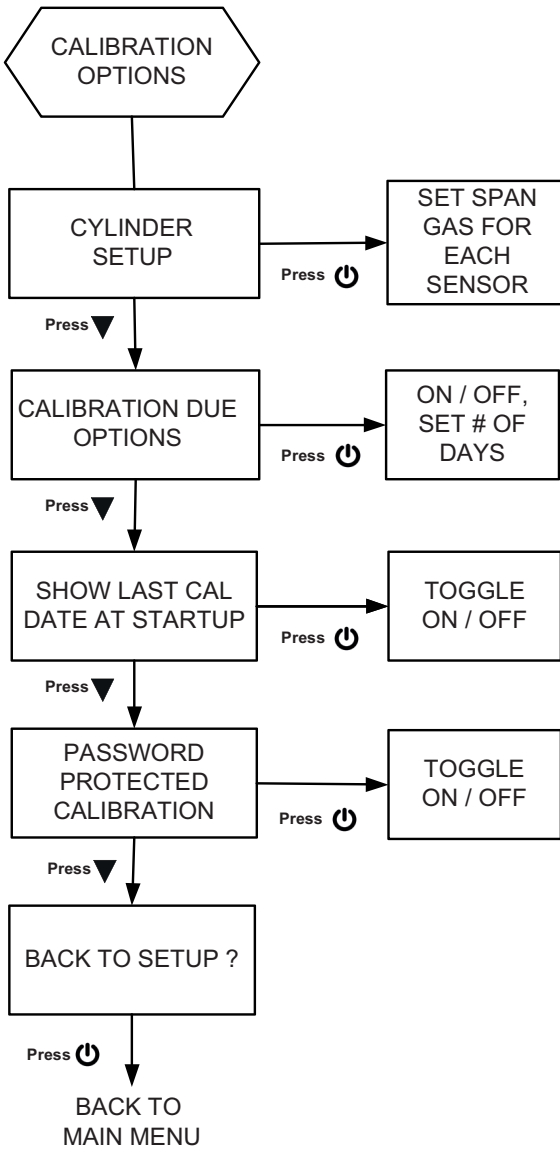 CALIBRATION
OPTIONS
CYLINDER
SETUP
Press
SET SPAN
GAS FOR
EACH
SENSOR
Press
CALIBRATION DUE
OPTIONS
Press
ON / OFF,
SET # OF
DAYS
Press
SHOW LAST CAL
DATE AT STARTUP
Press
TOGGLE
ON / OFF
Press
PASSWORD
PROTECTED
CALIBRATION
Press
TOGGLE
ON / OFF
Press
BACK TO SETUP ?
Press
BACK TO
MAIN MENU